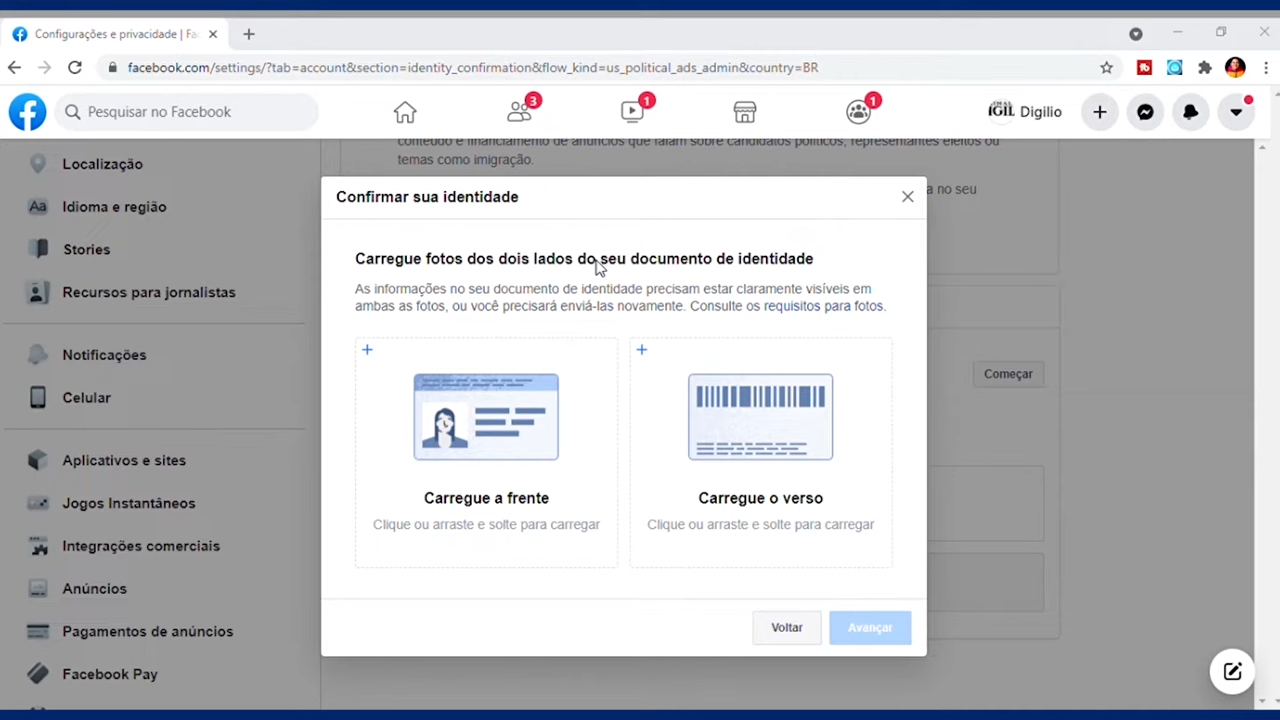 Configurações e privacidade | Fa
facebook.com/settings/?tab=account&section=identity_confirmation&flow_kind=us_political_ads_admin&country=BR
Pesquisar no Facebook
3
1
1
IGIL
Digilio
conteúdo e financiamento de anúncios que falam sobre candidatos políticos, representantes eleitos ou
temas como imigração.
a no seu
Localização
Aa Idioma e região
Stories
Recursos para jornalistas
Notificações
Celular
Aplicativos e sites
Jogos Instantâneos
Integrações comerciais
Anúncios
Pagamentos de anúncios
Facebook Pay
Confirmar sua identidade
Carregue fotos dos dois lados do seu documento de identidade
As informações no seu documento de identidade precisam estar claramente visíveis em
ambas as fotos, ou você precisará enviá-las novamente. Consulte os requisitos para fotos.
Carregue a frente
Clique ou arraste e solte para carregar
Carregue o verso
Clique ou arraste e solte para carregar
Começar
Voltar
Avançar